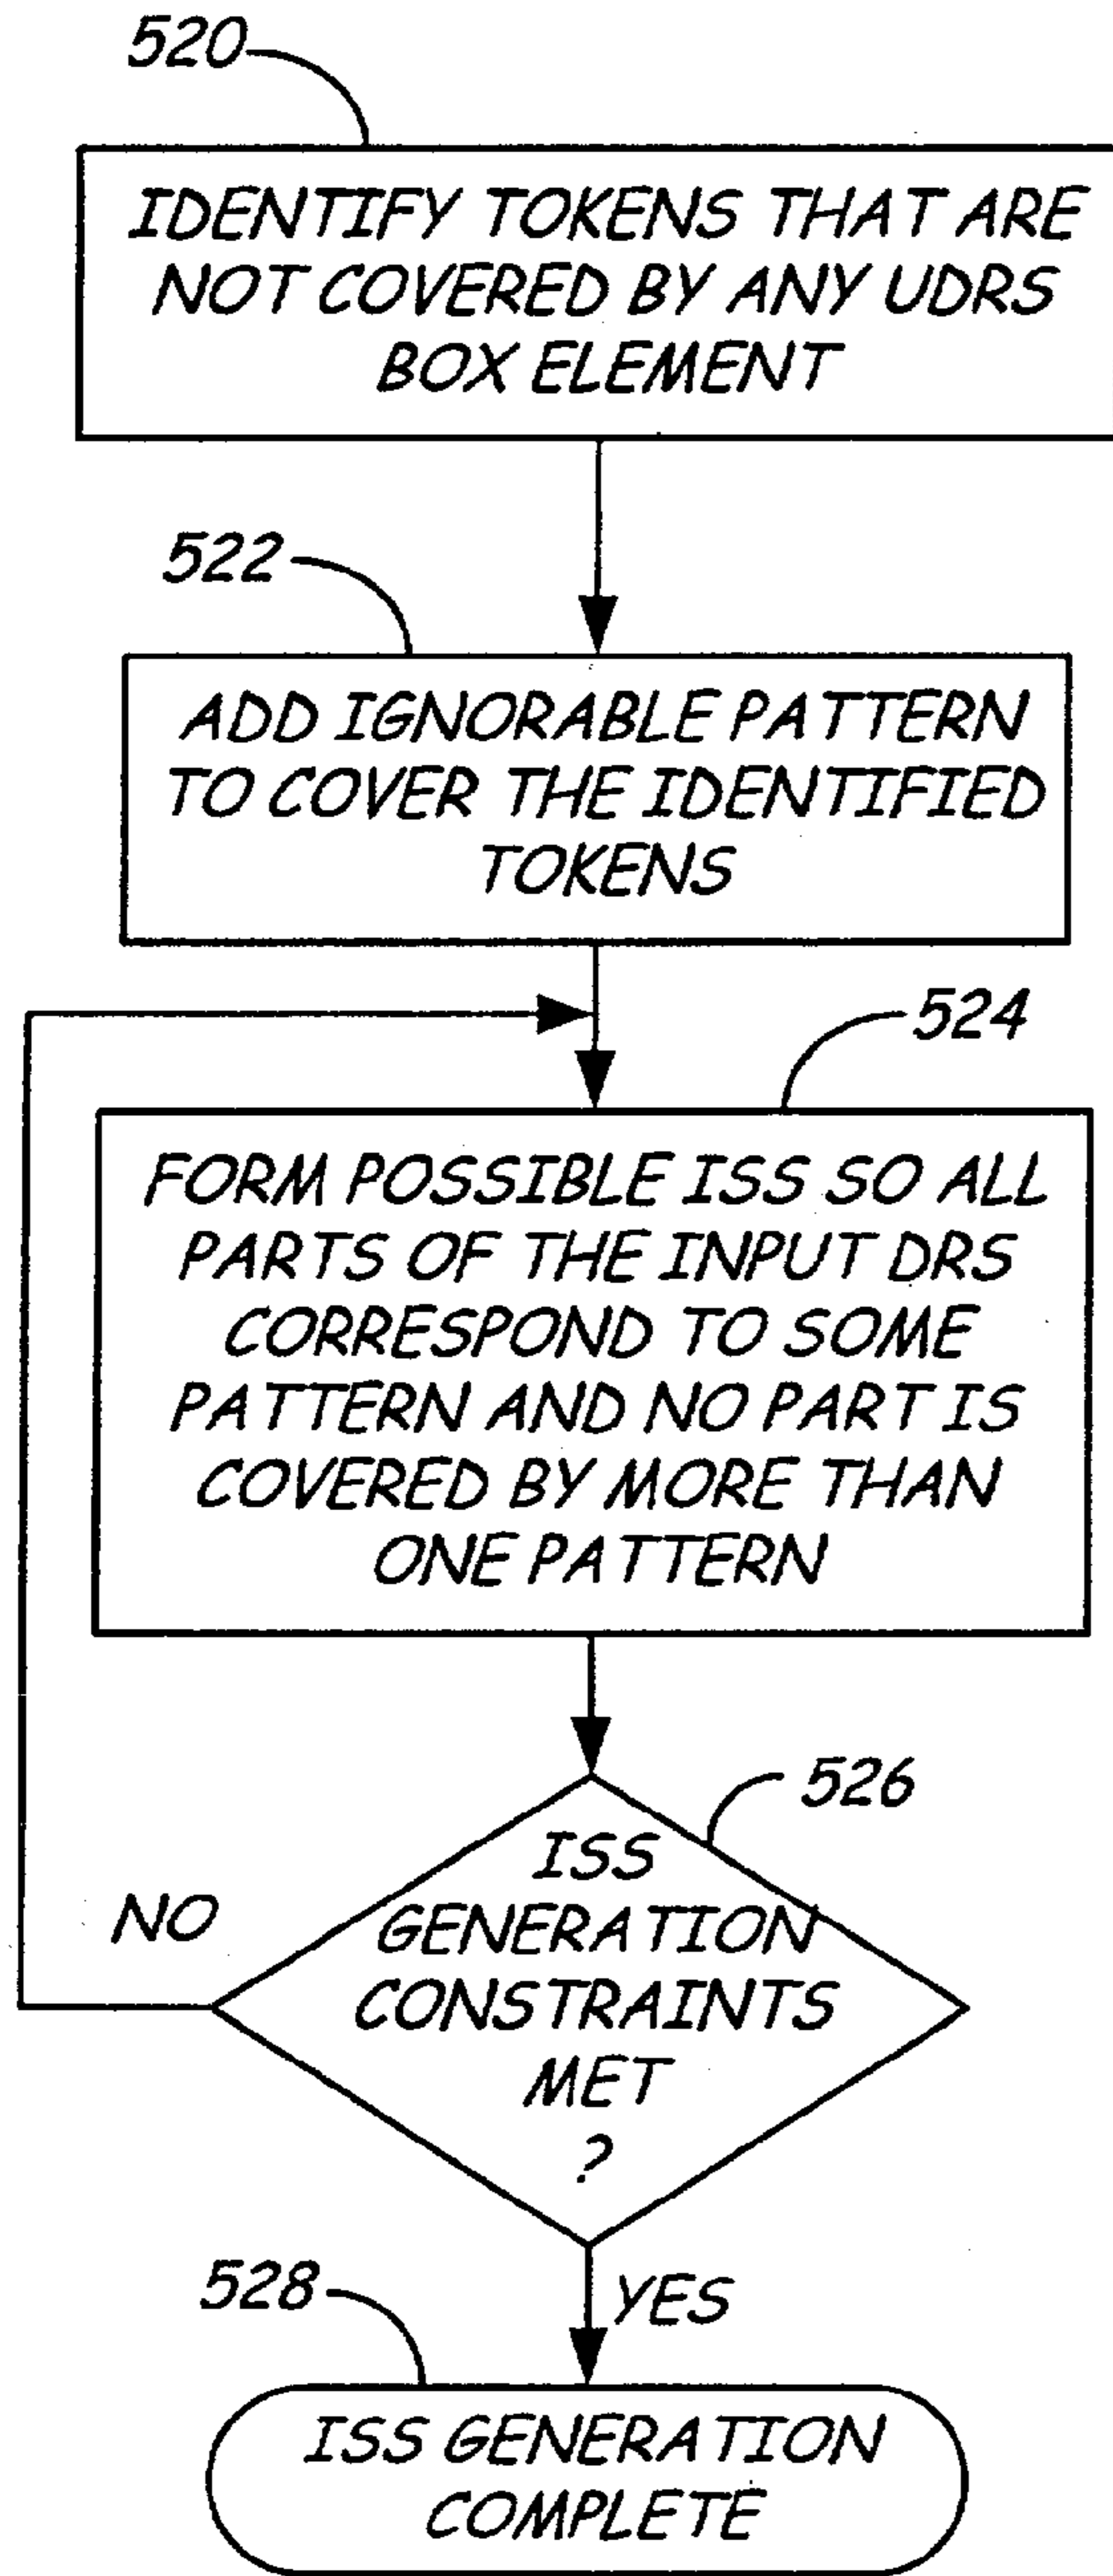 520
IDENTIFY TOKENS THAT ARE
NOT COVERED BY ANY UDRS
BOX ELEMENT
522
ADD IGNORABLE PATTERN
TO COVER THE IDENTIFIED
TOKENS
524
FORM POSSIBLE ISS SO ALL
PARTS OF THE INPUT DRS
CORRESPOND TO SOME
PATTERN AND NO PART IS
COVERED BY MORE THAN
ONE PATTERN
526
ISS
GENERATION
CONSTRAINTS
MET
?
NO
YES
528
ISS GENERATION
COMPLETE